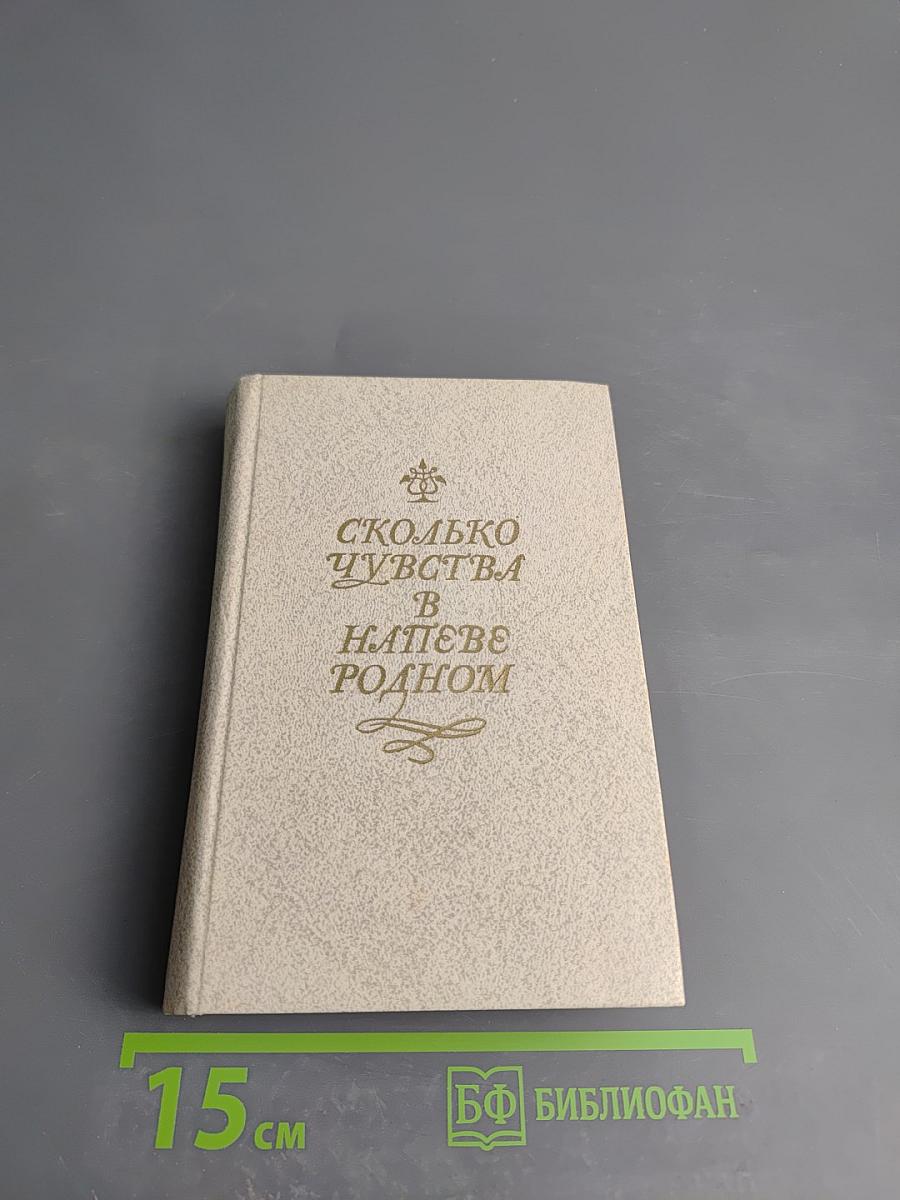 СКОЛЬКО
ЧУВСТВА
В
НАПЕВЕ
РОДНОМ
15 см
БФ БИБЛИОФАН